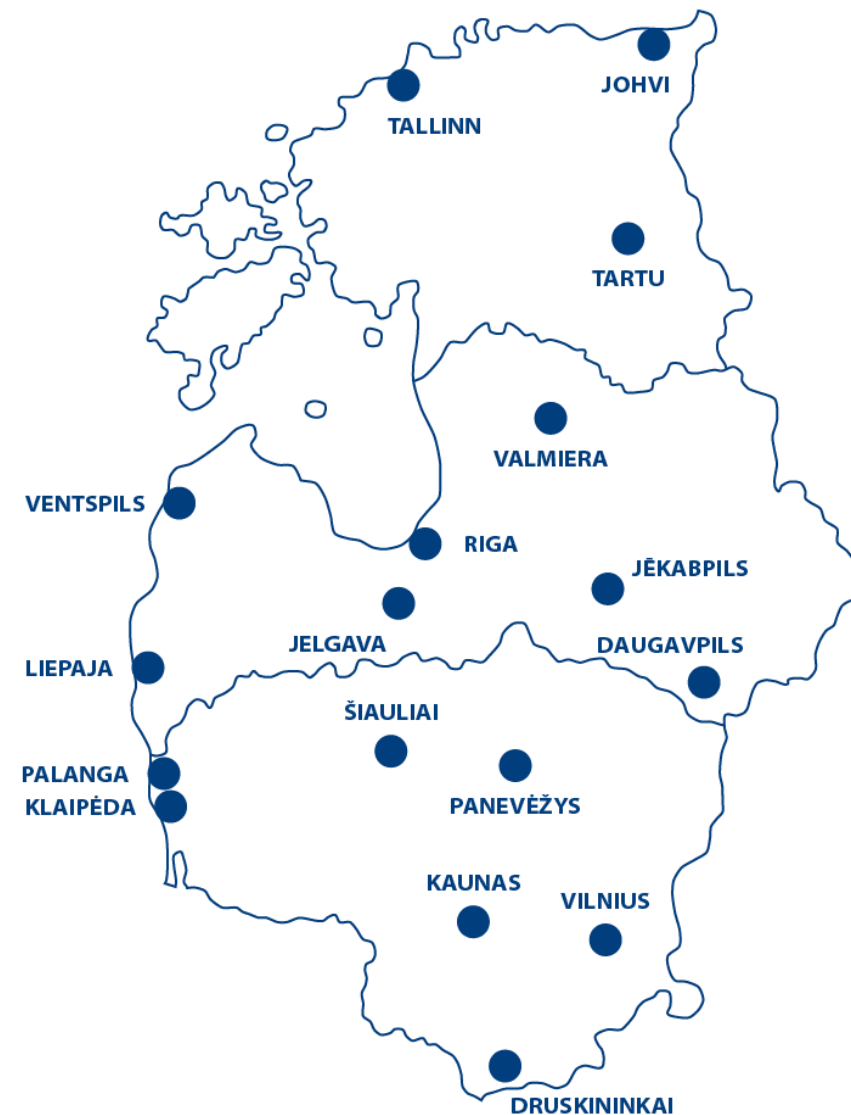 JOHVI
TALLINN
TARTU
VALMIERA
VENTSPILS
RIGA
JĒKABPILS
JELGAVA
DAUGAVPILS
LIEPAJA
ŠIAULIAI
PALANGA
PANEVĖŽYS
KLAIPĖDA
KAUNAS
VILNIUS
DRUSKININKAI